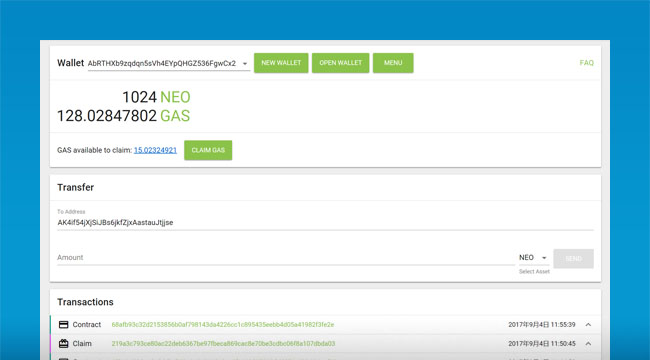 Wallet AbRTHXb9zqdqn5sVh4EYpQHGZ536FgwCx2 NEW WALLET OPEN WALLET MENU FAQ
1024 NEO
128.02847802 GAS
GAS available to claim: 15.02324921 CLAIM GAS
Transfer
To Address
AK4if54jXjSiJBs6jkfZjxAastauJtjjse
Amount NEO SEND
Select Asset
Transactions
Contract 68afb93c32d2153856b0af798143da4226cc1c895435eebb4d05a41982f3fe2e 2017年9月4日 11:55:39
Claim 219a3c793ce80ac22deb6367be97fbeca869cac8e70be3cdbc06f8a107dbda03 2017年9月4日 11:50:45